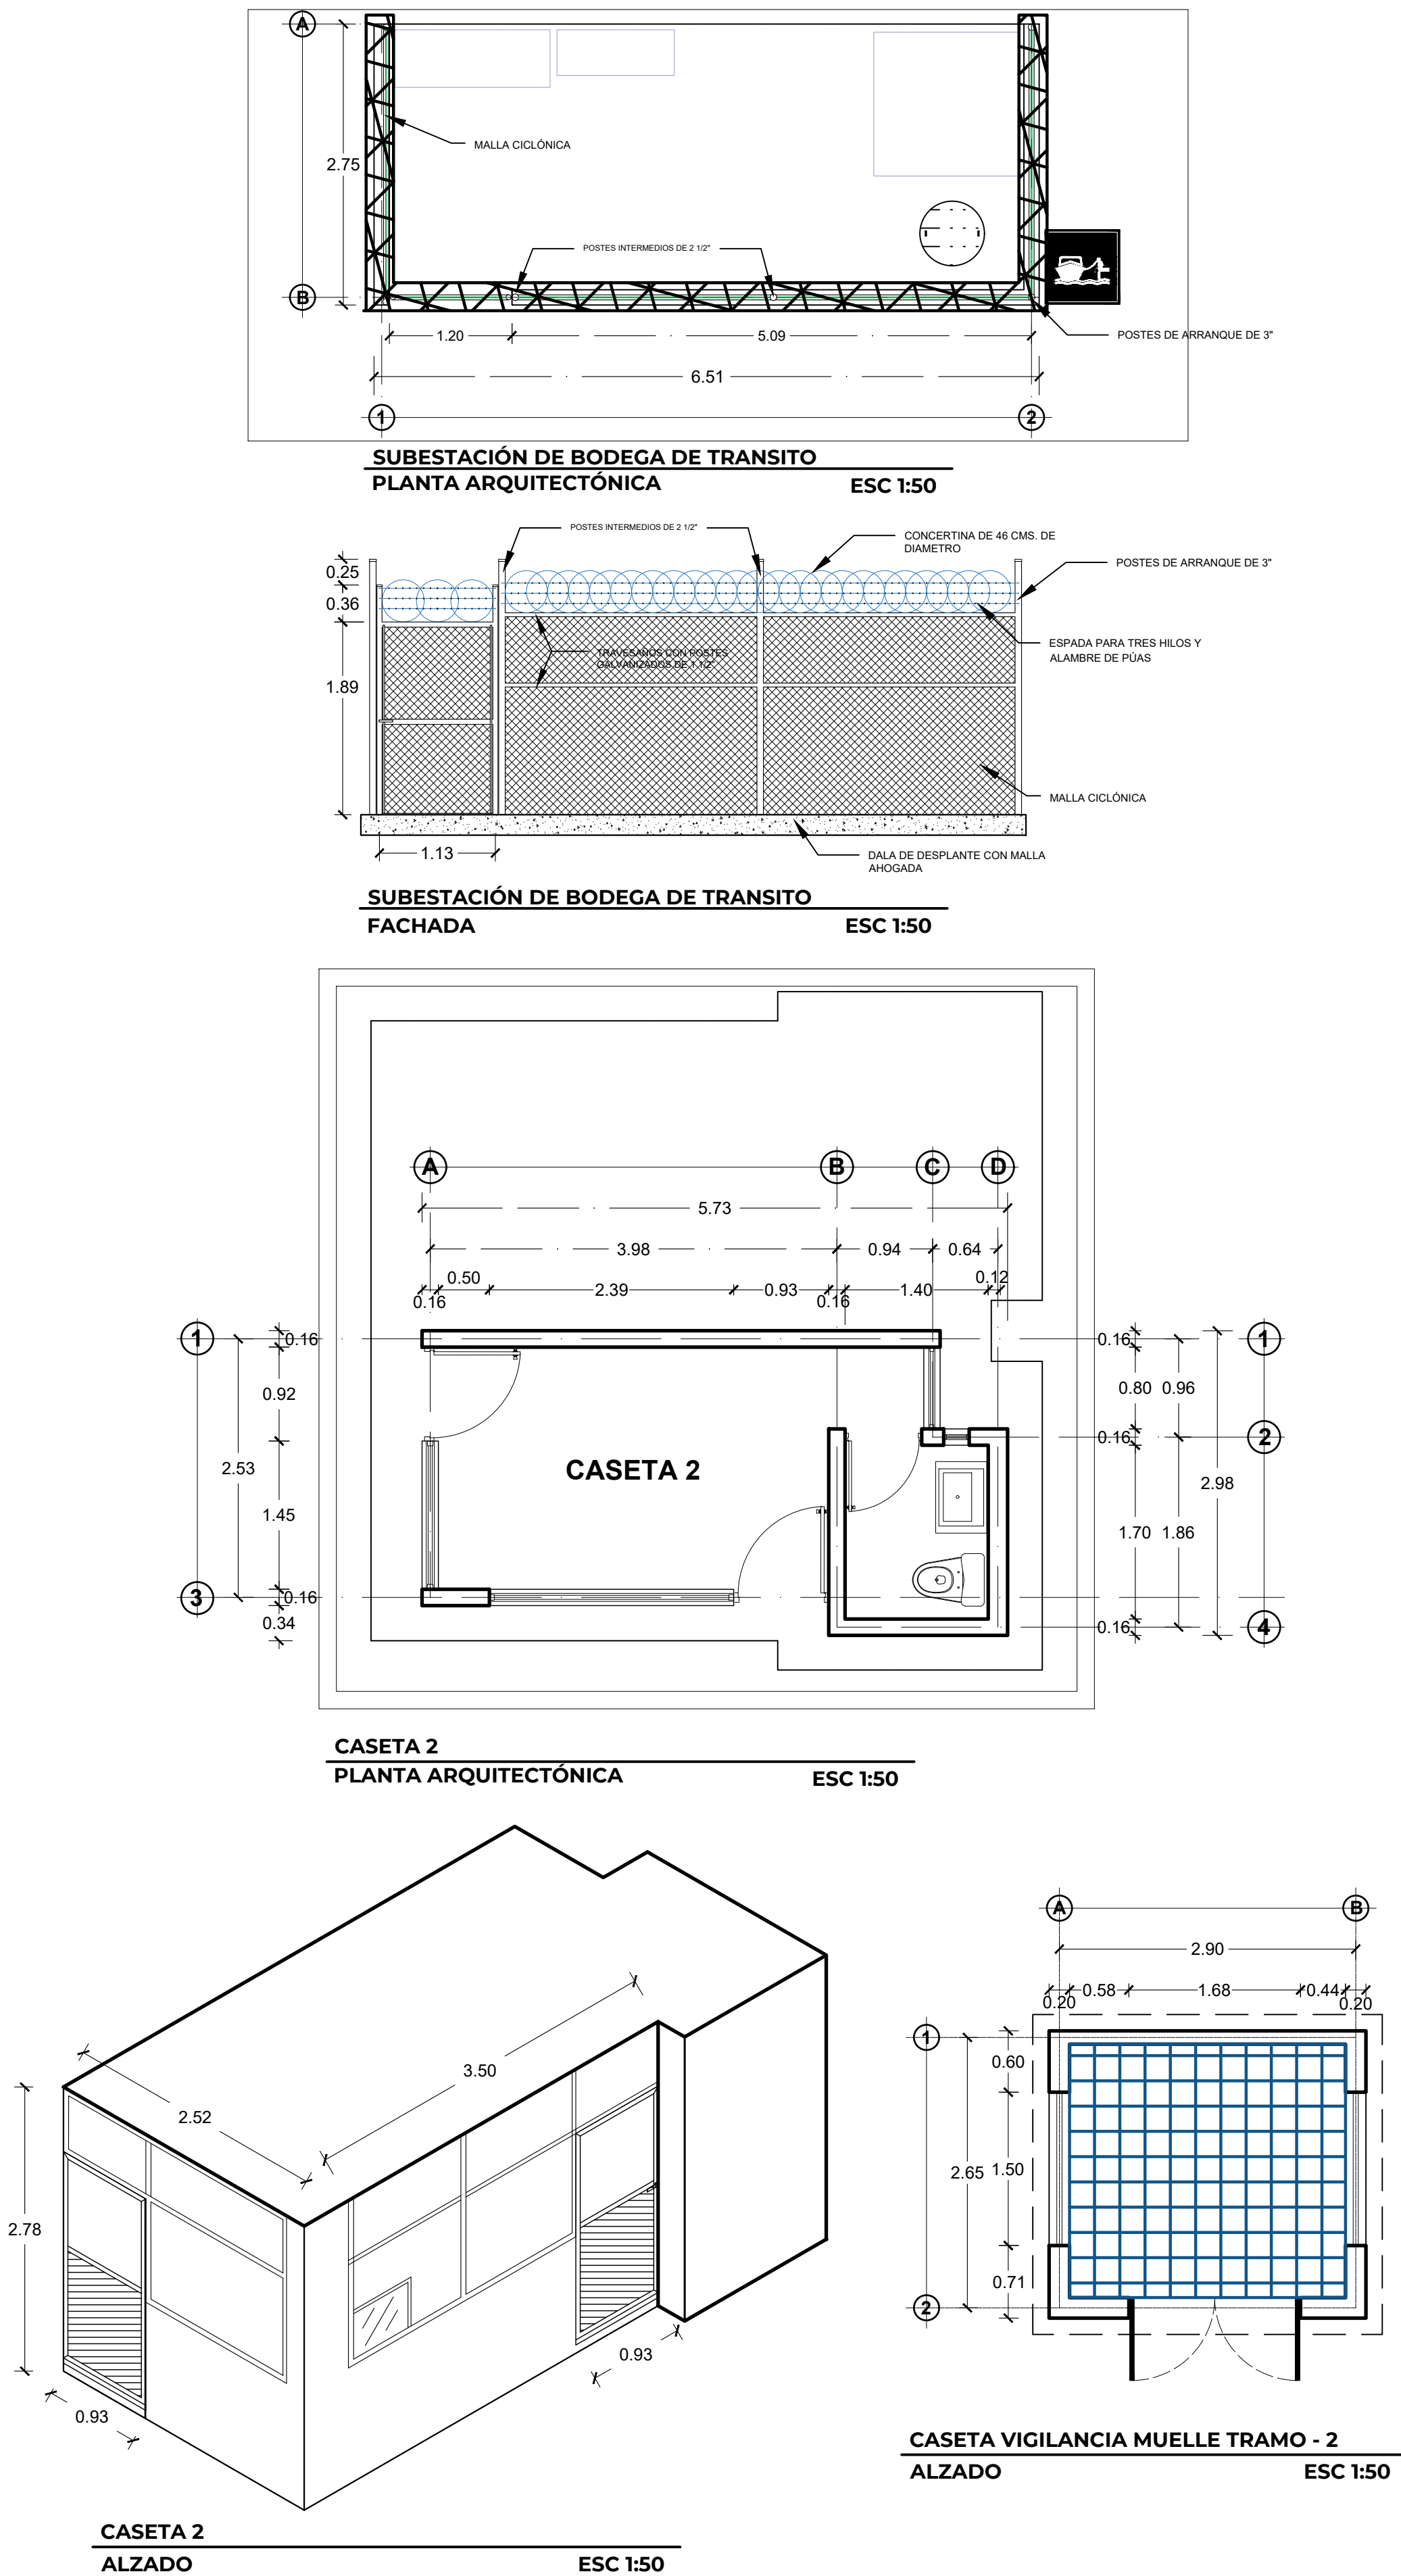 A
2.75
MALLA CICLÓNICA
POSTES INTERMEDIOS DE 2 1/2"
B
1.20
5.09
POSTES DE ARRANQUE DE 3"
6.51
1
2
SUBESTACIÓN DE BODEGA DE TRANSITO
PLANTA ARQUITECTÓNICA
ESC 1:50
POSTES INTERMEDIOS DE 2 1/2"
CONCERTINA DE 46 CMS. DE
DIAMETRO
POSTES DE ARRANQUE DE 3"
0.25
0.36
ESPADA PARA TRES HILOS Y
ALAMBRE DE PÚAS
TRAVESAÑOS CON POSTES
GALVANIZADOS DE 1 1/2"
1.89
MALLA CICLÓNICA
1.13
DALA DE DESPLANTE CON MALLA
AHOGADA
SUBESTACIÓN DE BODEGA DE TRANSITO
FACHADA
ESC 1:50
A
B
C
D
5.73
3.98
0.94
0.64
0.50
0.12
2.39
0.93
1.40
0.16
0.16
1
0.16
0.16
1
0.92
0.80
0.96
0.16
2
2.53
CASETA 2
2.98
1.45
1.70
1.86
3
0.16
0.34
0.16
4
CASETA 2
PLANTA ARQUITECTÓNICA
ESC 1:50
3.50
2.52
2.78
0.93
0.93
CASETA 2
ALZADO
ESC 1:50
A
B
2.90
0.58
1.68
0.44
0.20
0.20
1
0.60
2.65
1.50
0.71
2
CASETA VIGILANCIA MUELLE TRAMO - 2
ALZADO
ESC 1:50